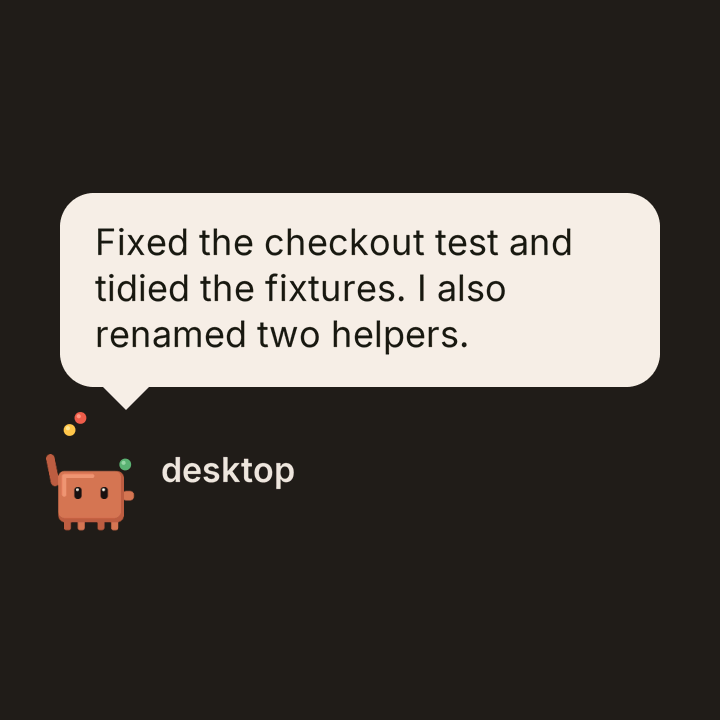 Fixed the checkout test and
tidied the fixtures. I also
renamed two helpers.
desktop